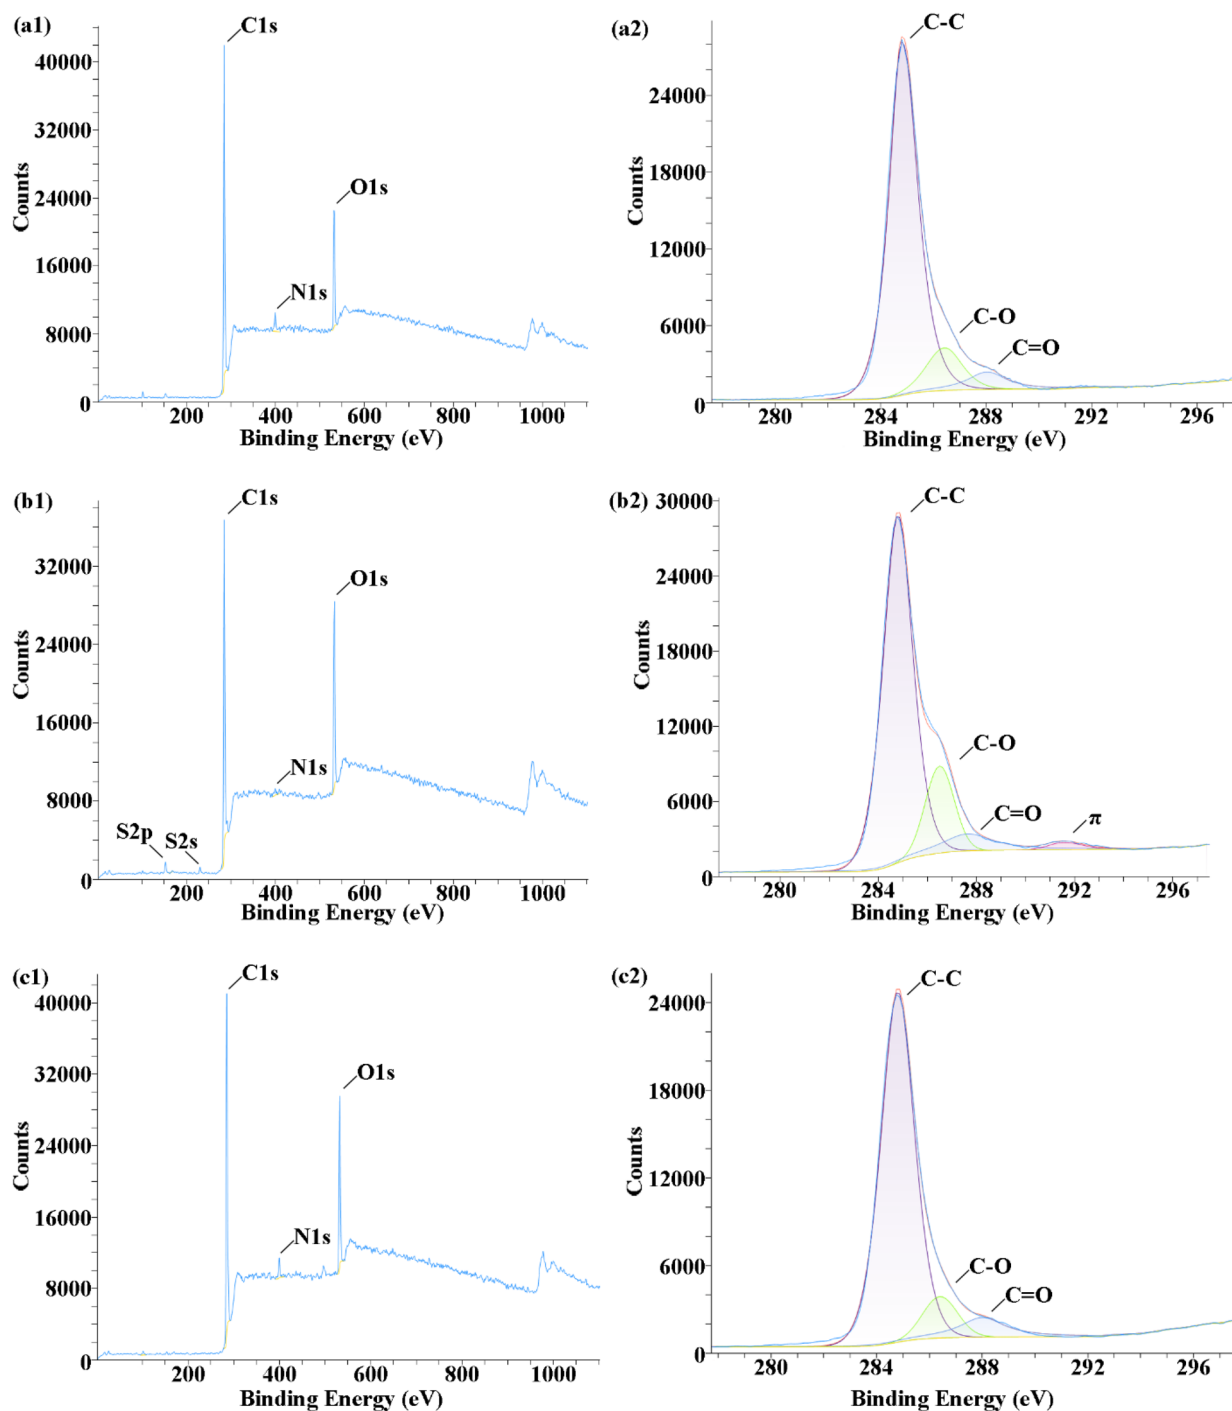 (a1)
C1s
O1s
N1s
40000
32000
24000
16000
8000
0
Counts
200
400
600
800
1000
Binding Energy (eV)
(a2)
C-C
C-O
C=O
24000
18000
12000
6000
0
Counts
280
284
288
292
296
Binding Energy (eV)
(b1)
C1s
O1s
N1s
S2p
S2s
32000
24000
16000
8000
0
Counts
200
400
600
800
1000
Binding Energy (eV)
(b2)
C-C
C-O
C=O
π
30000
24000
18000
12000
6000
0
Counts
280
284
288
292
296
Binding Energy (eV)
(c1)
C1s
O1s
N1s
40000
32000
24000
16000
8000
0
Counts
200
400
600
800
1000
Binding Energy (eV)
(c2)
C-C
C-O
C=O
24000
18000
12000
6000
0
Counts
280
284
288
292
296
Binding Energy (eV)